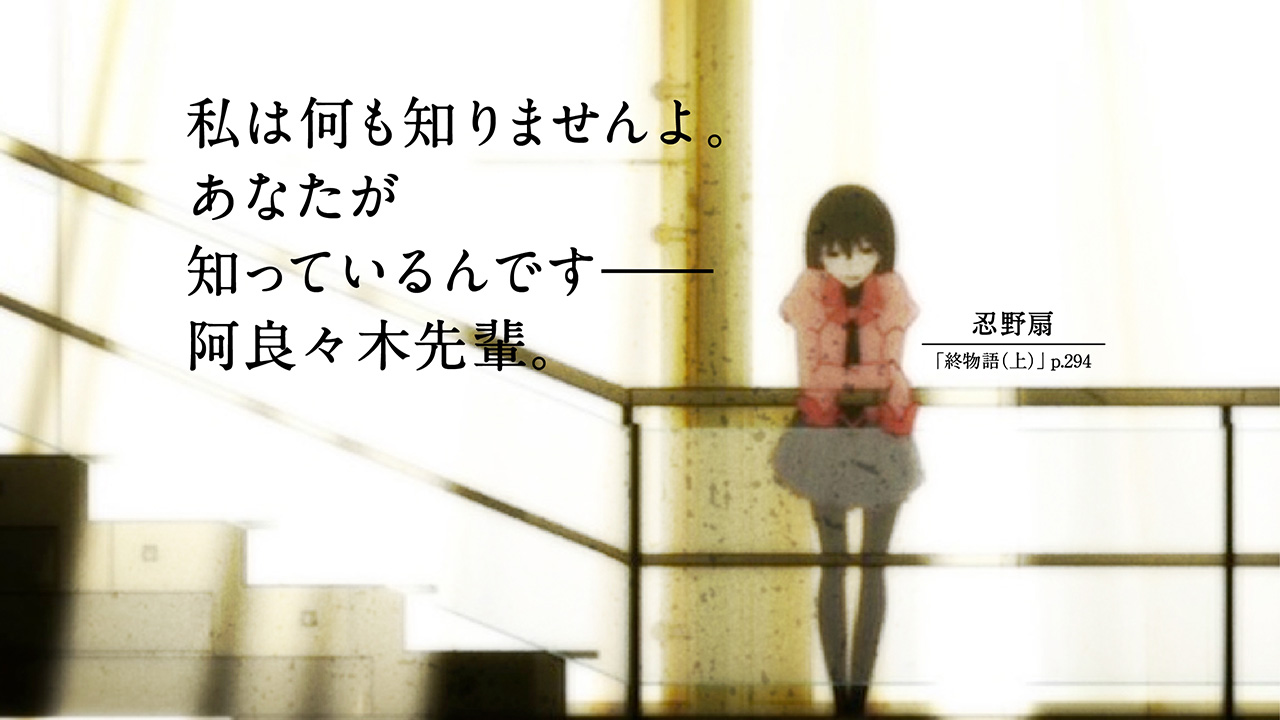 私は何も知りませんよ。
あなたが
知っているんです――
阿良々木先輩。
忍野扇
「終物語(上)」p.294